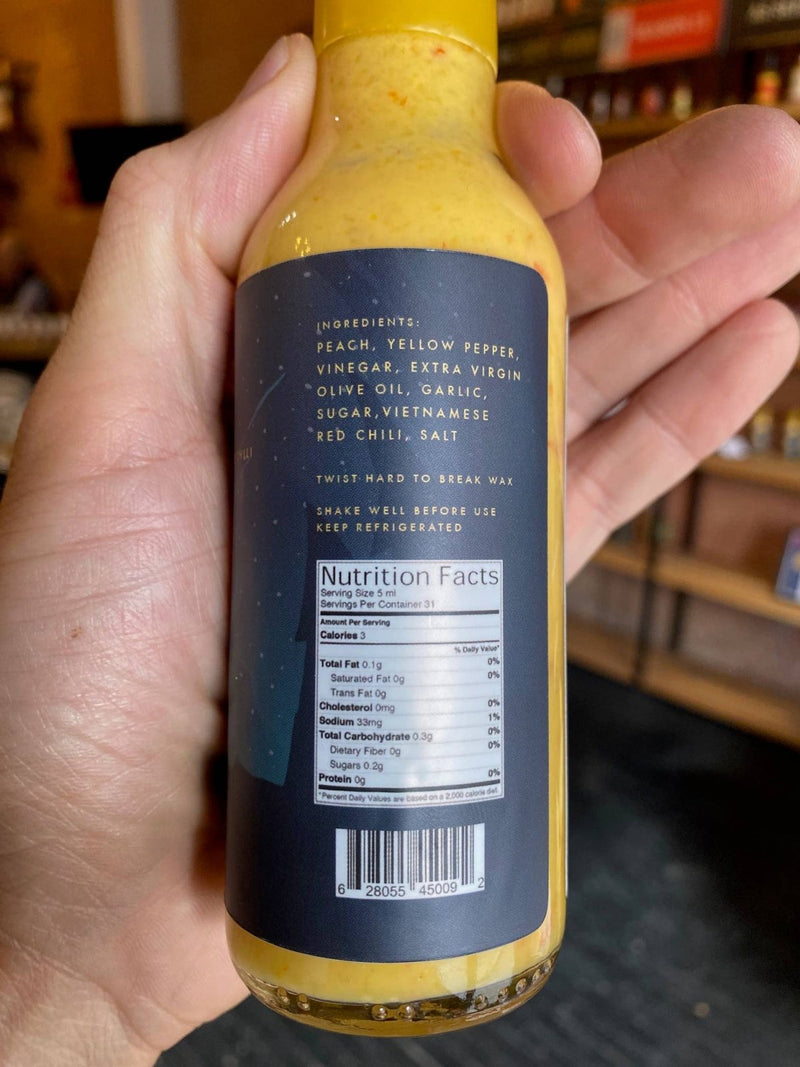 INGREDIENTS:
PEACH, YELLOW PEPPER,
VINEGAR, EXTRA VIRGIN
OLIVE OIL, GARLIC,
SUGAR,VIETNAMESE
RED CHILI, SALT
TWIST HARD TO BREAK WAX
SHAKE WELL BEFORE USE
KEEP REFRIGERATED
Nutrition Facts
Serving Size 5 ml
Servings Per Container 31
Amount Per Serving
Calories 3
% Daily Value*
Total Fat 0.1g 0%
Saturated Fat 0g 0%
Trans Fat 0g
Cholesterol 0mg 0%
Sodium 33mg 1%
Total Carbohydrate 0.3g 0%
Dietary Fiber 0g 0%
Sugars 0.2g
Protein 0g 0%
*Percent Daily Values are based on a 2,000 calorie diet.
6 28055 45009 2